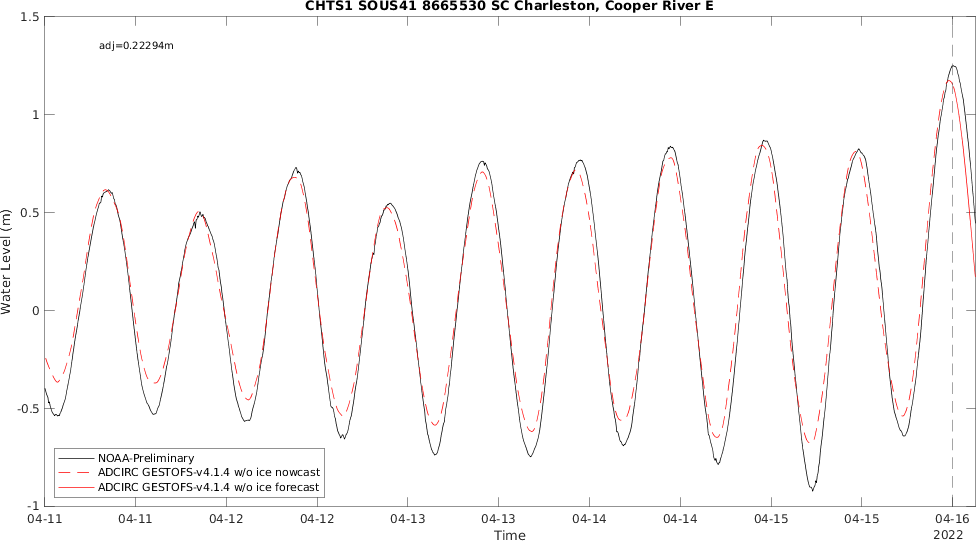 CHTS1 SOUS41 8665530 SC Charleston, Cooper River E
adj=0.22294m
1.5
1
0.5
0
-0.5
-1
Water Level (m)
NOAA-Preliminary
ADCIRC GESTOFS-v4.1.4 w/o ice nowcast
ADCIRC GESTOFS-v4.1.4 w/o ice forecast
04-11 04-11 04-12 04-12 04-13 04-13 04-14 04-14 04-15 04-15 04-16
Time
2022